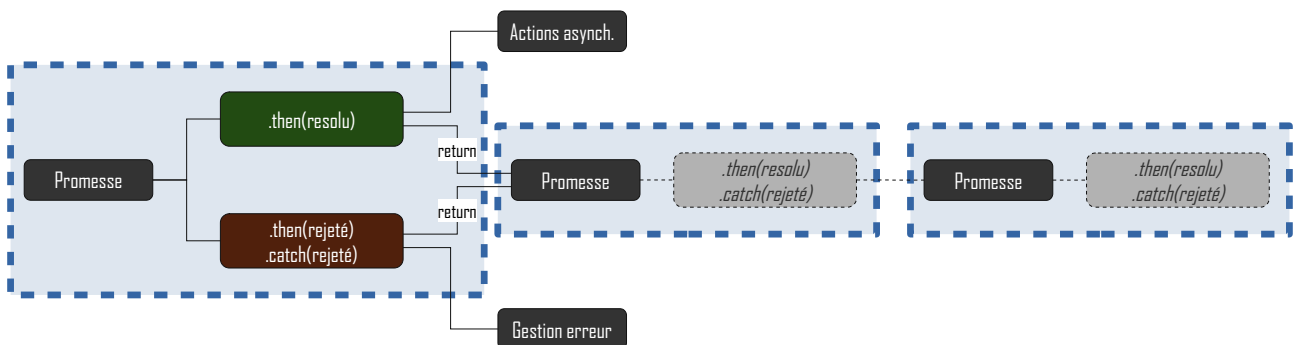 Actions asynch.
.then(resolu)
return
Promesse
Promesse
.then(resolu)
.catch(rejeté)
Promesse
.then(resolu)
.catch(rejeté)
return
.then(rejeté)
.catch(rejeté)
Gestion erreur